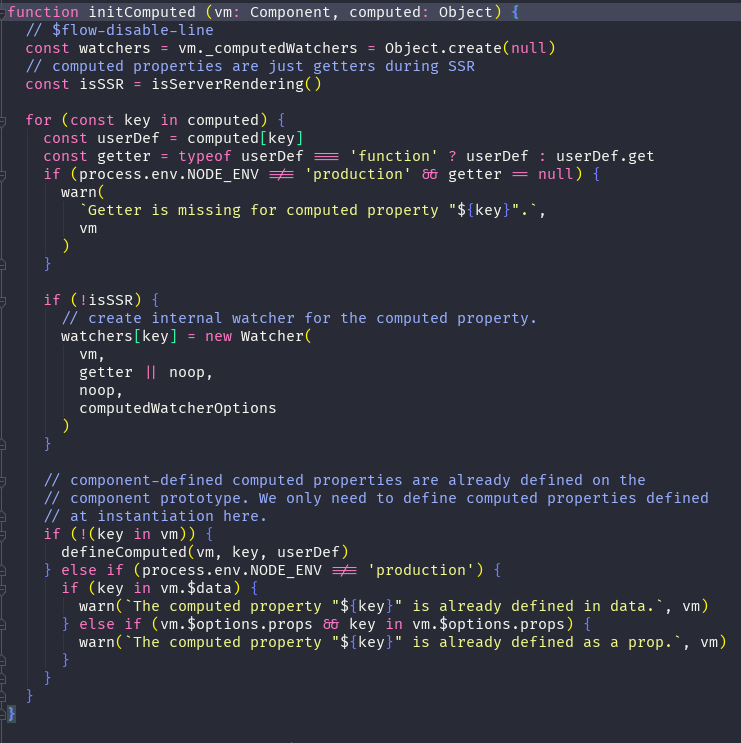 function initComputed (vm: Component, computed: Object) {
  // $flow-disable-line
  const watchers = vm._computedWatchers = Object.create(null)
  // computed properties are just getters during SSR
  const isSSR = isServerRendering()

  for (const key in computed) {
    const userDef = computed[key]
    const getter = typeof userDef === 'function' ? userDef : userDef.get
    if (process.env.NODE_ENV !== 'production' && getter == null) {
      warn(
        `Getter is missing for computed property "${key}".`,
        vm
      )
    }

    if (!isSSR) {
      // create internal watcher for the computed property.
      watchers[key] = new Watcher(
        vm,
        getter || noop,
        noop,
        computedWatcherOptions
      )
    }

    // component-defined computed properties are already defined on the
    // component prototype. We only need to define computed properties defined
    // at instantiation here.
    if (!(key in vm)) {
      defineComputed(vm, key, userDef)
    } else if (process.env.NODE_ENV !== 'production') {
      if (key in vm.$data) {
        warn(`The computed property "${key}" is already defined in data.`, vm)
      } else if (vm.$options.props && key in vm.$options.props) {
        warn(`The computed property "${key}" is already defined as a prop.`, vm)
      }
    }
  }
}